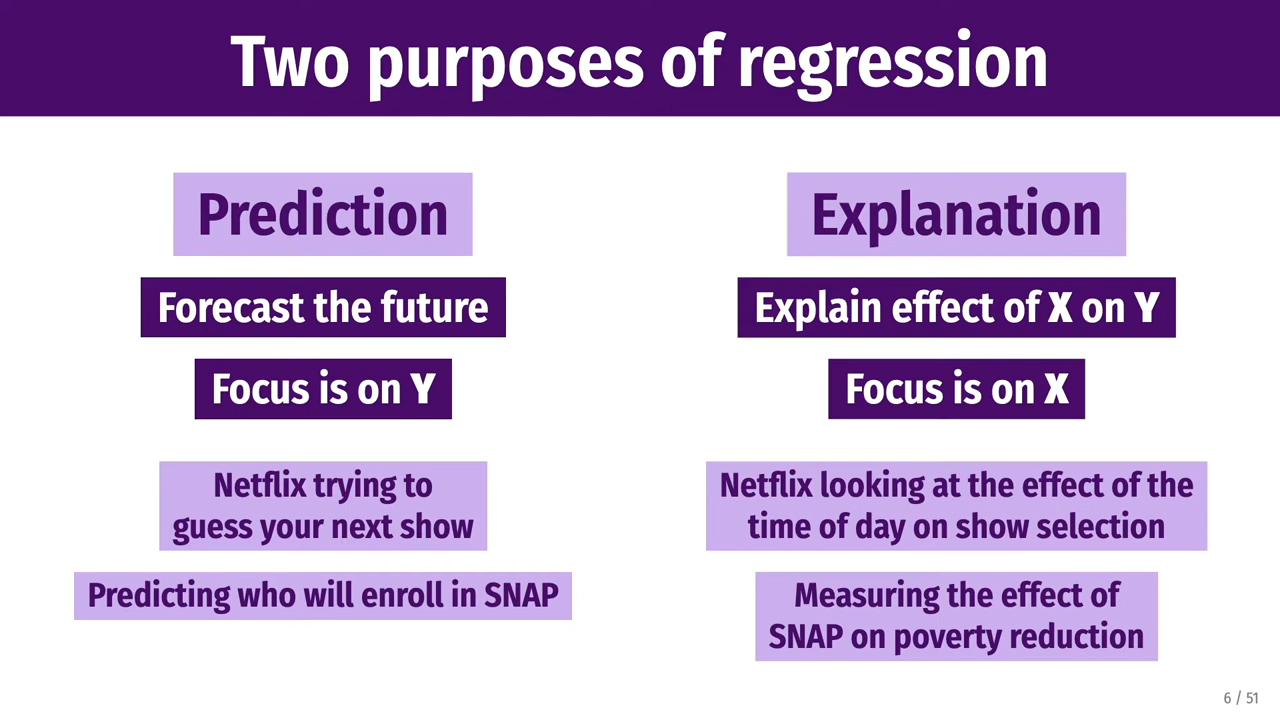 Two purposes of regression
Prediction
Forecast the future
Focus is on Y
Netflix trying to
guess your next show
Predicting who will enroll in SNAP
Explanation
Explain effect of X on Y
Focus is on X
Netflix looking at the effect of the
time of day on show selection
Measuring the effect of
SNAP on poverty reduction
6 / 51